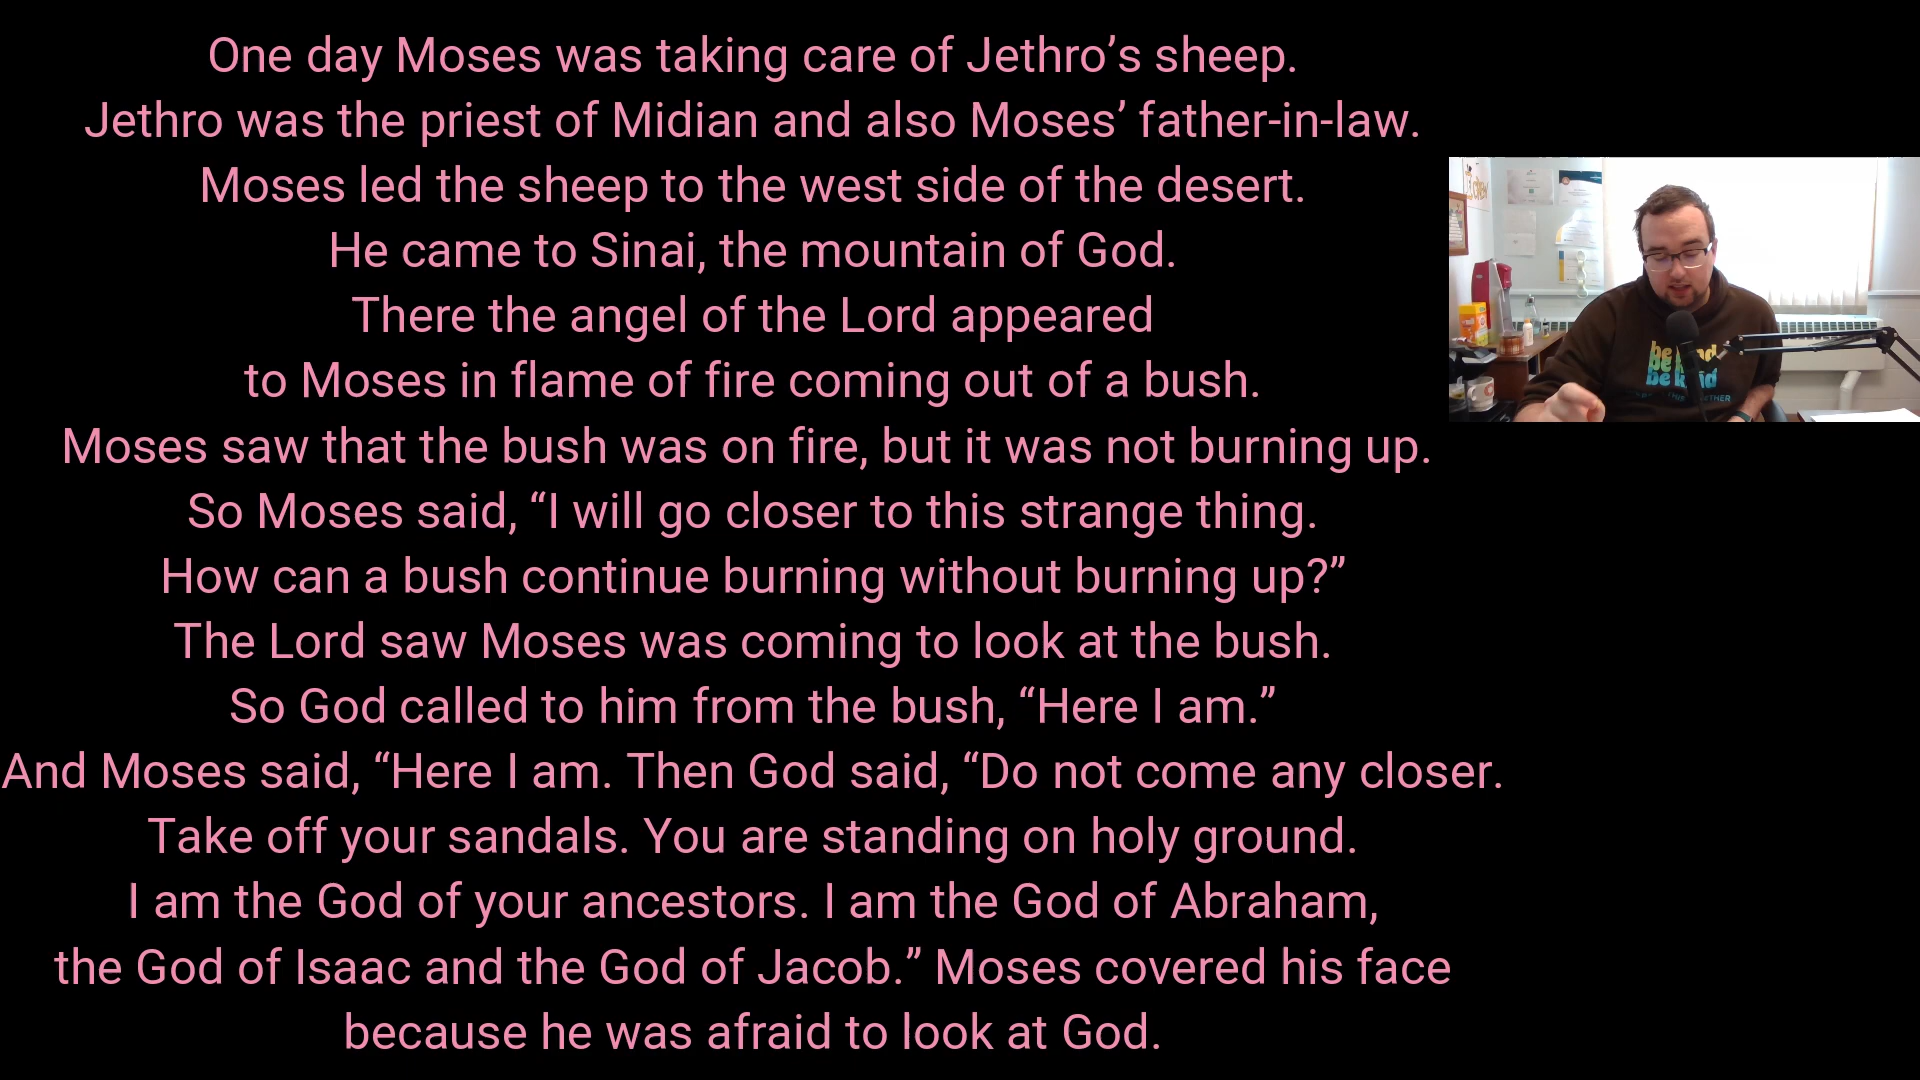 One day Moses was taking care of Jethro’s sheep.
Jethro was the priest of Midian and also Moses’ father-in-law.
Moses led the sheep to the west side of the desert.
He came to Sinai, the mountain of God.
There the angel of the Lord appeared
to Moses in flame of fire coming out of a bush.
Moses saw that the bush was on fire, but it was not burning up.
So Moses said, “I will go closer to this strange thing.
How can a bush continue burning without burning up?”
The Lord saw Moses was coming to look at the bush.
So God called to him from the bush, “Here I am.”
And Moses said, “Here I am. Then God said, “Do not come any closer.
Take off your sandals. You are standing on holy ground.
I am the God of your ancestors. I am the God of Abraham,
the God of Isaac and the God of Jacob.” Moses covered his face
because he was afraid to look at God.
be
be